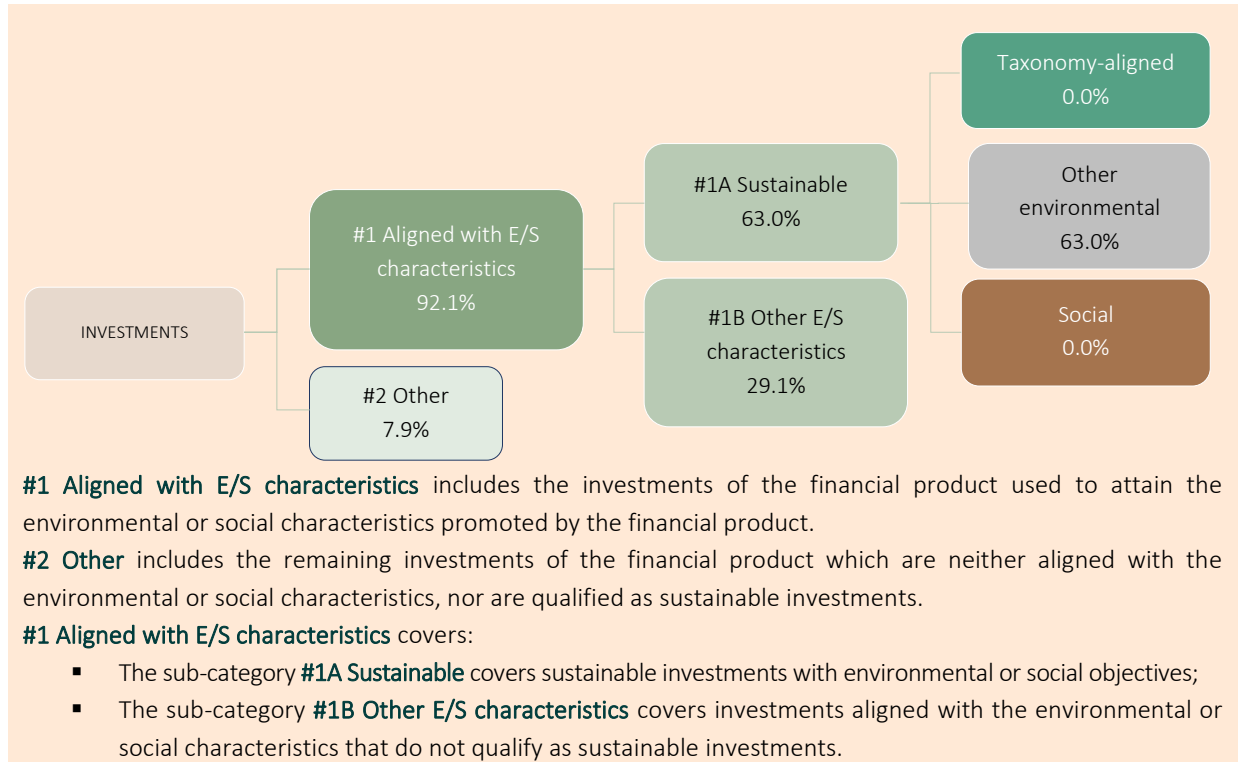 INVESTMENTS
#1 Aligned with E/S
characteristics
92.1%
#2 Other
7.9%
#1A Sustainable
63.0%
#1B Other E/S
characteristics
29.1%
Taxonomy-aligned
0.0%
Other
environmental
63.0%
Social
0.0%
#1 Aligned with E/S characteristics includes the investments of the financial product used to attain the
environmental or social characteristics promoted by the financial product.
#2 Other includes the remaining investments of the financial product which are neither aligned with the
environmental or social characteristics, nor are qualified as sustainable investments.
#1 Aligned with E/S characteristics covers:
▪ The sub-category #1A Sustainable covers sustainable investments with environmental or social objectives;
▪ The sub-category #1B Other E/S characteristics covers investments aligned with the environmental or
social characteristics that do not qualify as sustainable investments.